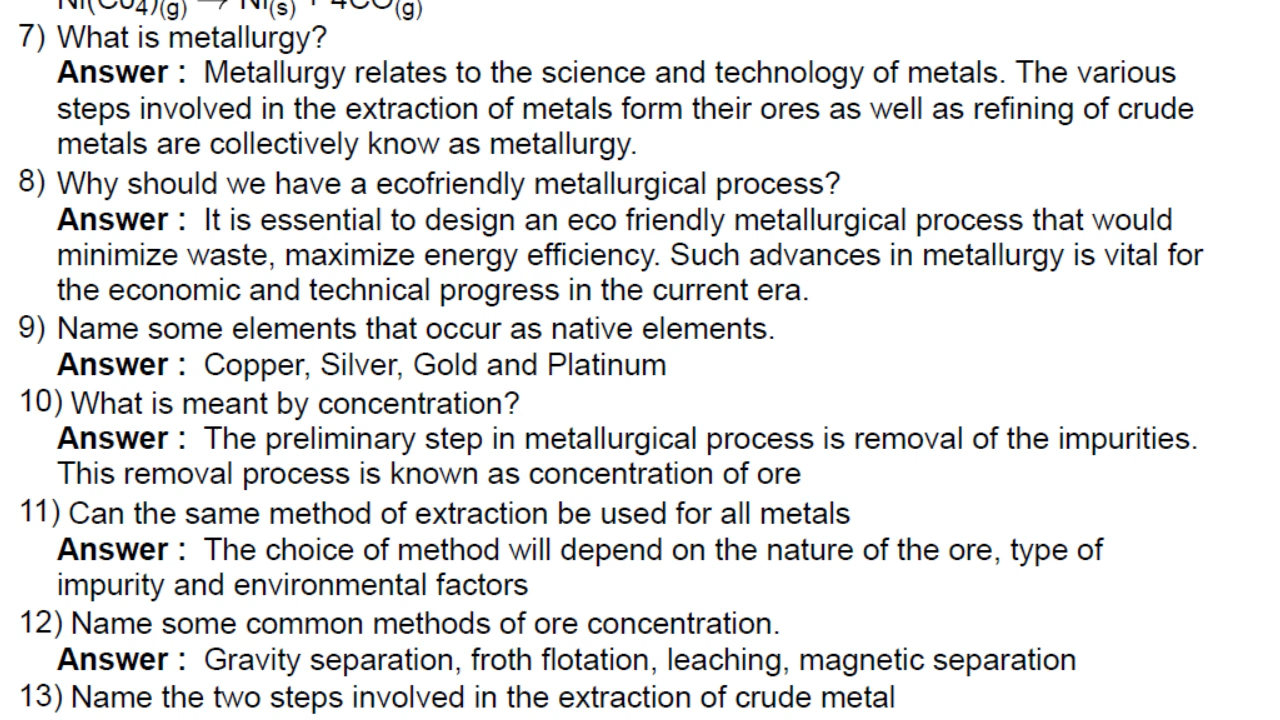 Ni(Co4)(g) → Ni(s) + 4CO(g)
7) What is metallurgy?
Answer : Metallurgy relates to the science and technology of metals. The various
steps involved in the extraction of metals form their ores as well as refining of crude
metals are collectively know as metallurgy.
8) Why should we have a ecofriendly metallurgical process?
Answer : It is essential to design an eco friendly metallurgical process that would
minimize waste, maximize energy efficiency. Such advances in metallurgy is vital for
the economic and technical progress in the current era.
9) Name some elements that occur as native elements.
Answer : Copper, Silver, Gold and Platinum
10) What is meant by concentration?
Answer : The preliminary step in metallurgical process is removal of the impurities.
This removal process is known as concentration of ore
11) Can the same method of extraction be used for all metals
Answer : The choice of method will depend on the nature of the ore, type of
impurity and environmental factors
12) Name some common methods of ore concentration.
Answer : Gravity separation, froth flotation, leaching, magnetic separation
13) Name the two steps involved in the extraction of crude metal